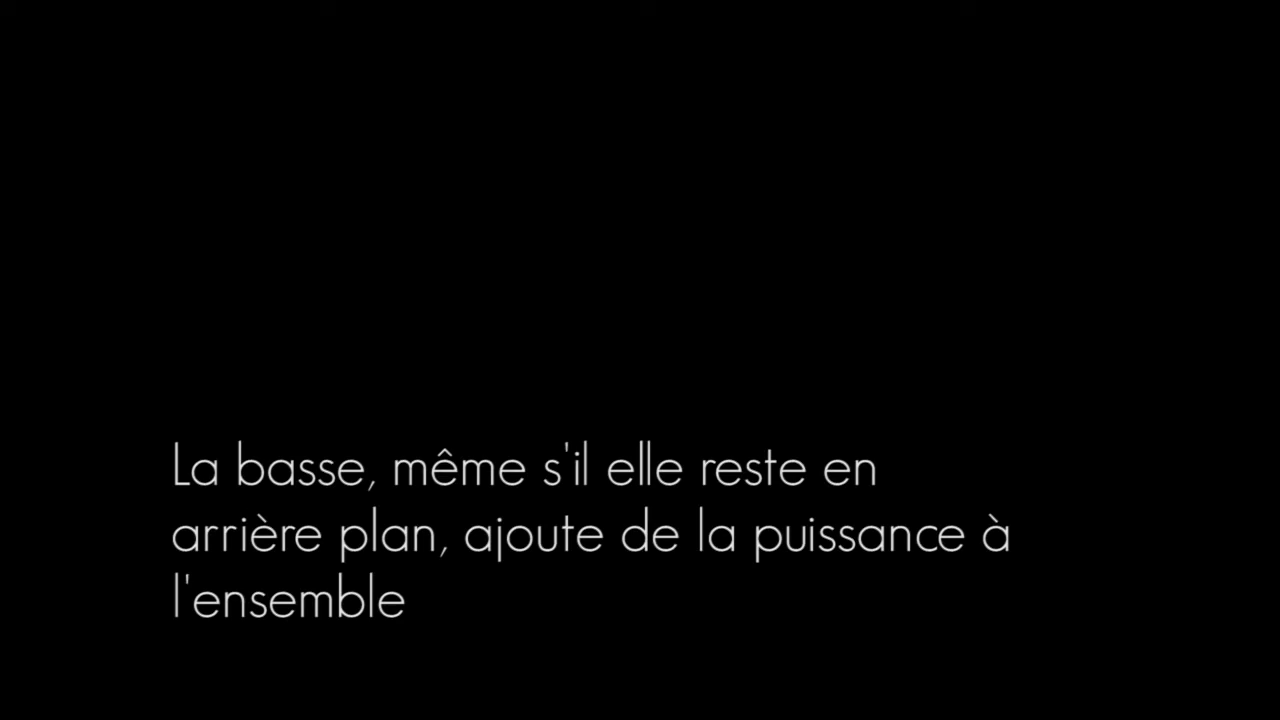 La basse, même s'il elle reste en
arrière plan, ajoute de la puissance à
l'ensemble